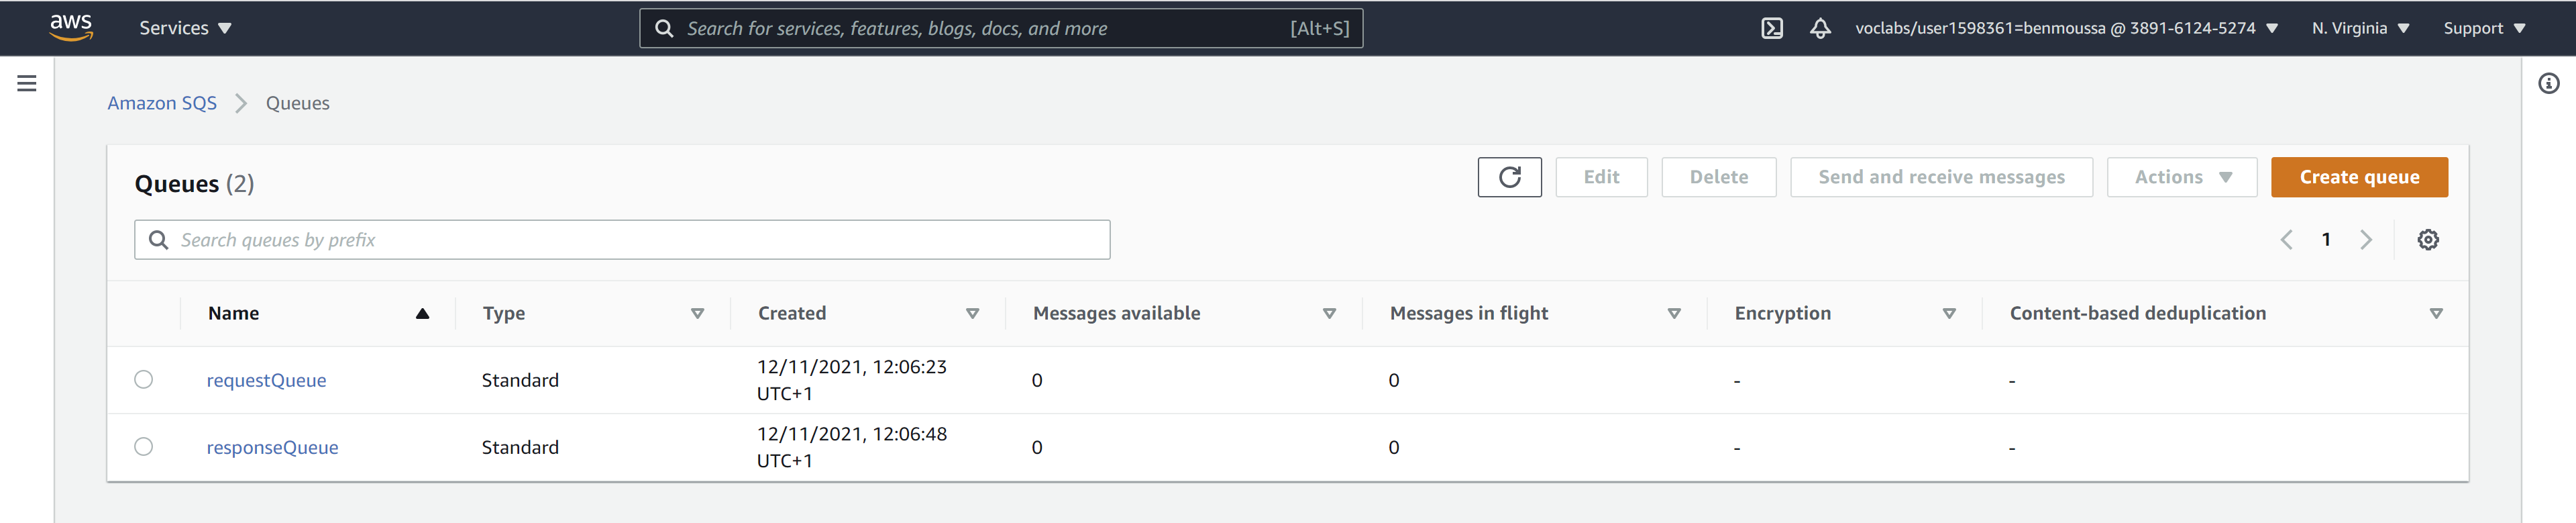 aws Services Search for services, features, blogs, docs, and more [Alt+S] voclabs/user1598361=benmoussa @ 3891-6124-5274 N. Virginia Support
Amazon SQS Queues
Queues (2) Edit Delete Send and receive messages Actions Create queue
Search queues by prefix 1
Name Type Created Messages available Messages in flight Encryption Content-based deduplication
requestQueue Standard 12/11/2021, 12:06:23 0 0 - -
UTC+1
responseQueue Standard 12/11/2021, 12:06:48 0 0 - -
UTC+1